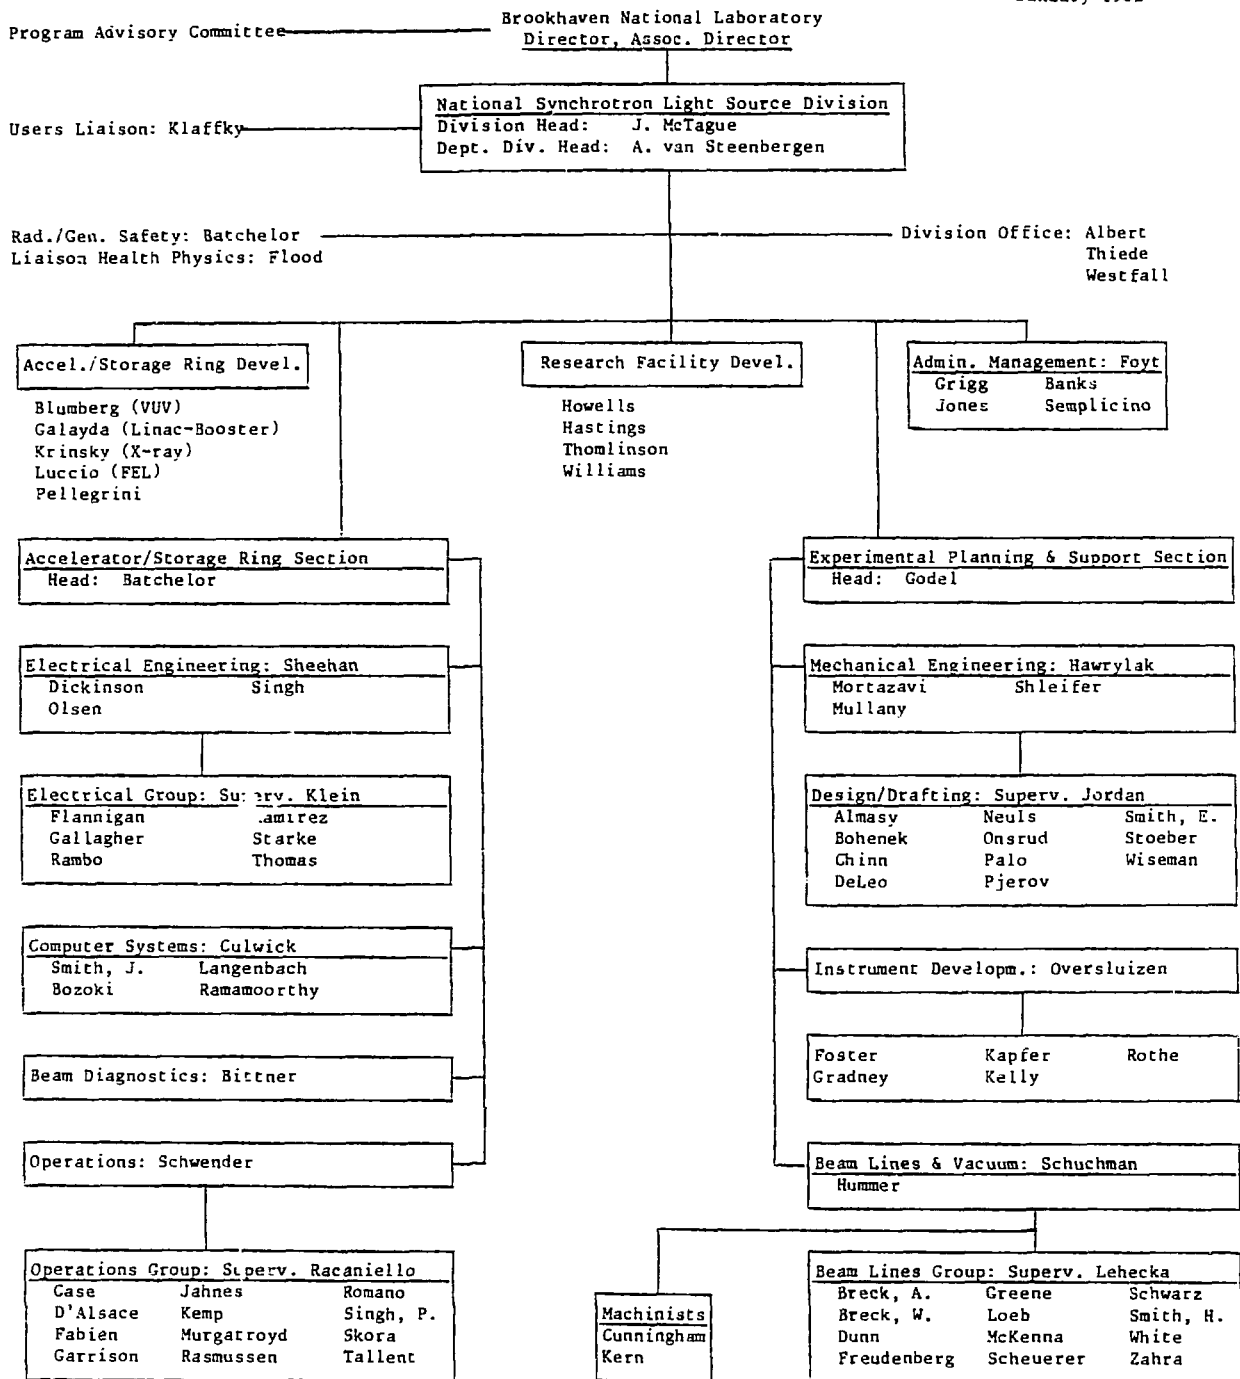 Program Advisory Committee
Brookhaven National Laboratory
Director, Assoc. Director
National Synchrotron Light Source Division
Division Head: J. McTague
Dept. Div. Head: A. van Steenbergen
Users Liaison: Klaffky
Rad./Gen. Safety: Batchelor
Liaison Health Physics: Flood
Division Office: Albert
Thiede
Westfall
Accel./Storage Ring Devel.
Blumberg (VUV)
Galayda (Linac-Booster)
Krinsky (X-ray)
Luccio (FEL)
Pellegrini
Research Facility Devel.
Howells
Hastings
Thomlinson
Williams
Admin. Management: Foyt
Grigg Banks
Jones Semplicino
Accelerator/Storage Ring Section
Head: Batchelor
Electrical Engineering: Sheehan
Dickinson Singh
Olsen
Electrical Group: Klein
Flannigan
Gallagher Starke
Rambo Thomas
Computer Systems: Culwick
Smith, J. Langenbach
Bozoki Ramamoorthy
Beam Diagnostics: Bittner
Operations: Schwender
Operations Group: Superv. Racaniello
Case Jahnes Romano
D'Alsace Kemp Singh, P.
Fabien Murgatroyd Skora
Garrison Rasmussen Tallent
Experimental Planning & Support Section
Head: Godel
Mechanical Engineering: Hawrylak
Mortazavi Shleifer
Mullany
Design/Drafting: Superv. Jordan
Almasy Neuls Smith, E.
Bohenek Onsrud Stoeber
Chinn Palo Wiseman
DeLeo Pjerov
Instrument Developm.: Oversluizen
Foster Kapfer Rothe
Gradney Kelly
Beam Lines & Vacuum: Schuchman
Hummer
Machinists
Cunningham
Kern
Beam Lines Group: Superv. Lehecka
Breck, A. Greene Schwarz
Breck, W. Loeb Smith, H.
Dunn McKenna White
Freudenberg Scheuerer Zahra